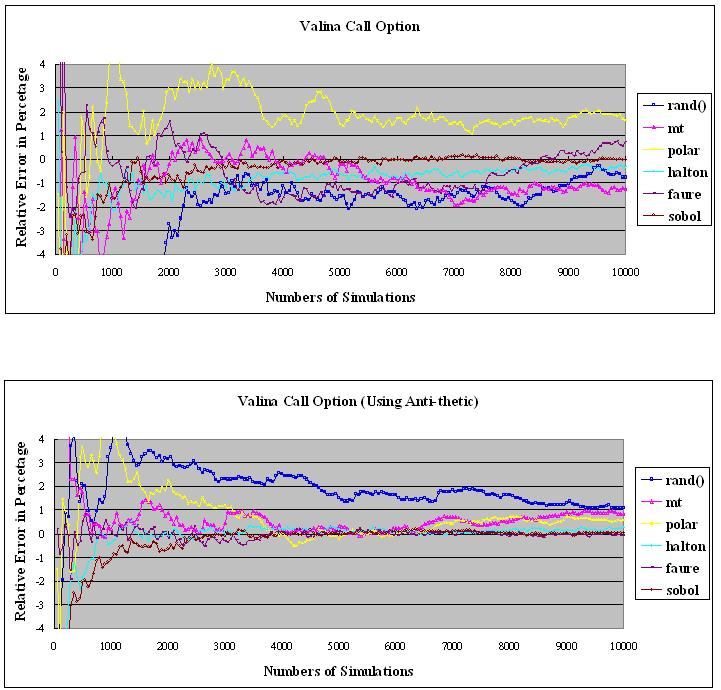 Valina Call Option
Relative Error in Percetage
4
3
2
1
0
-1
-2
-3
-4
0 1000 2000 3000 4000 5000 6000 7000 8000 9000 10000
Numbers of Simulations
rand()
mt
polar
halton
faure
sobol
Valina Call Option (Using Anti-thetic)
Relative Error in Percetage
4
3
2
1
0
-1
-2
-3
-4
0 1000 2000 3000 4000 5000 6000 7000 8000 9000 10000
Numbers of Simulations
rand()
mt
polar
halton
faure
sobol